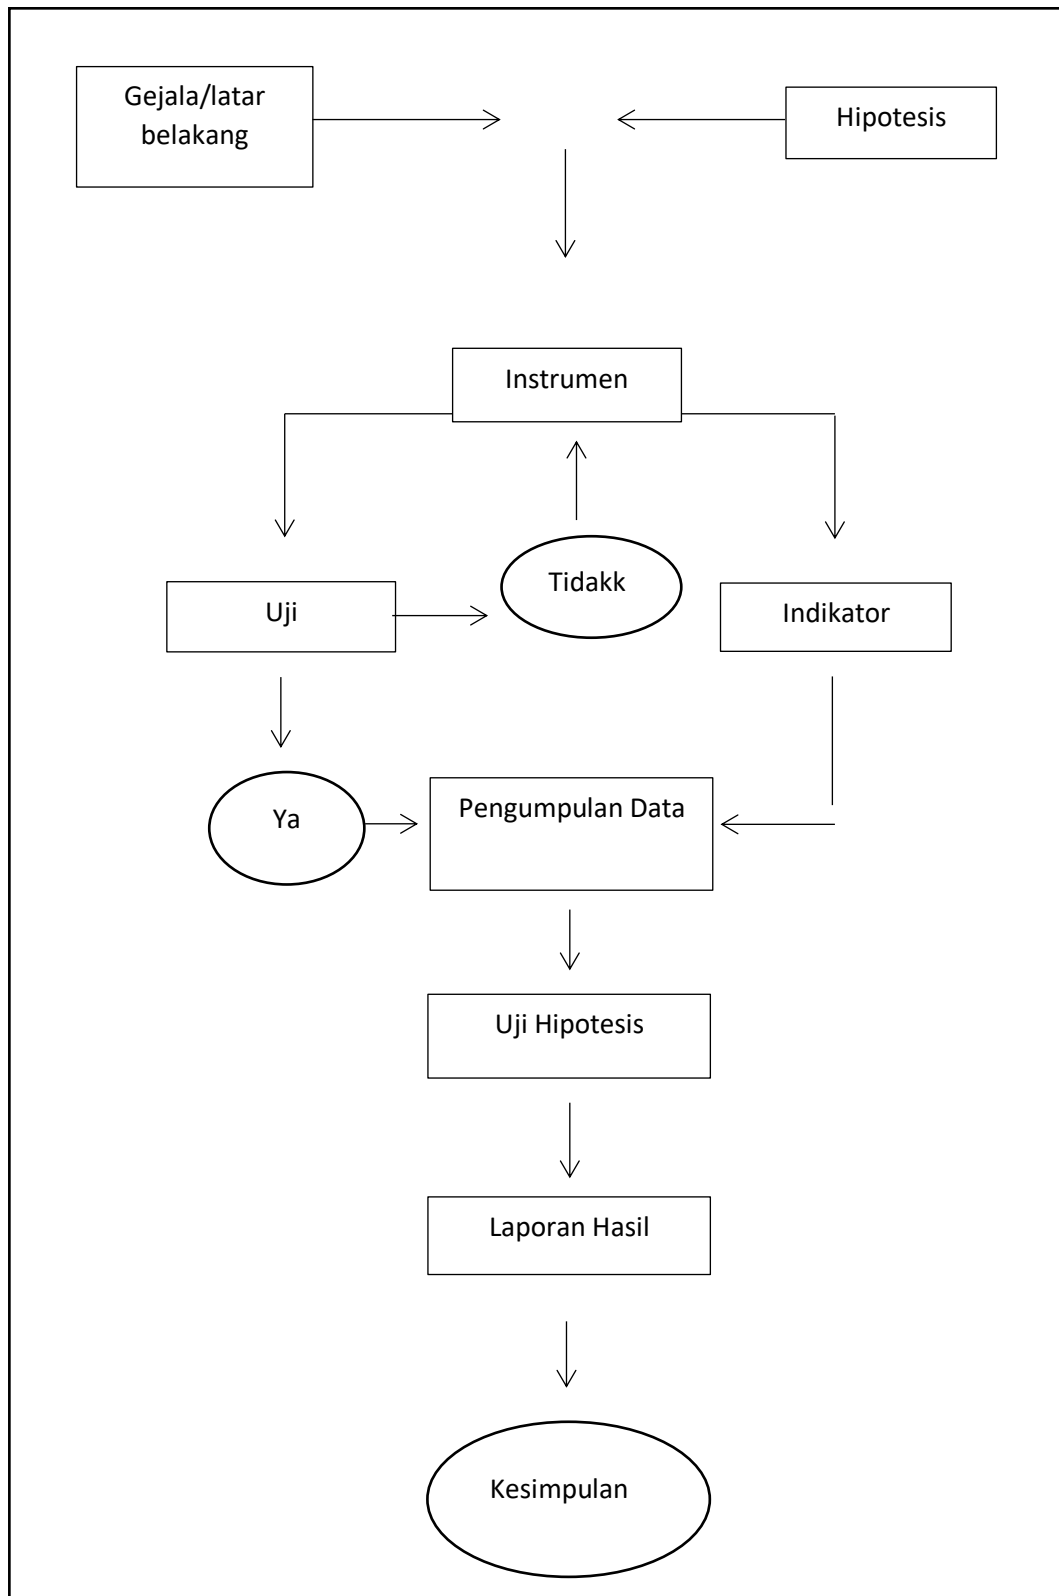 Gejala/latar
belakang
Hipotesis
Instrumen
Tidakk
Uji
Indikator
Ya
Pengumpulan Data
Uji Hipotesis
Laporan Hasil
Kesimpulan